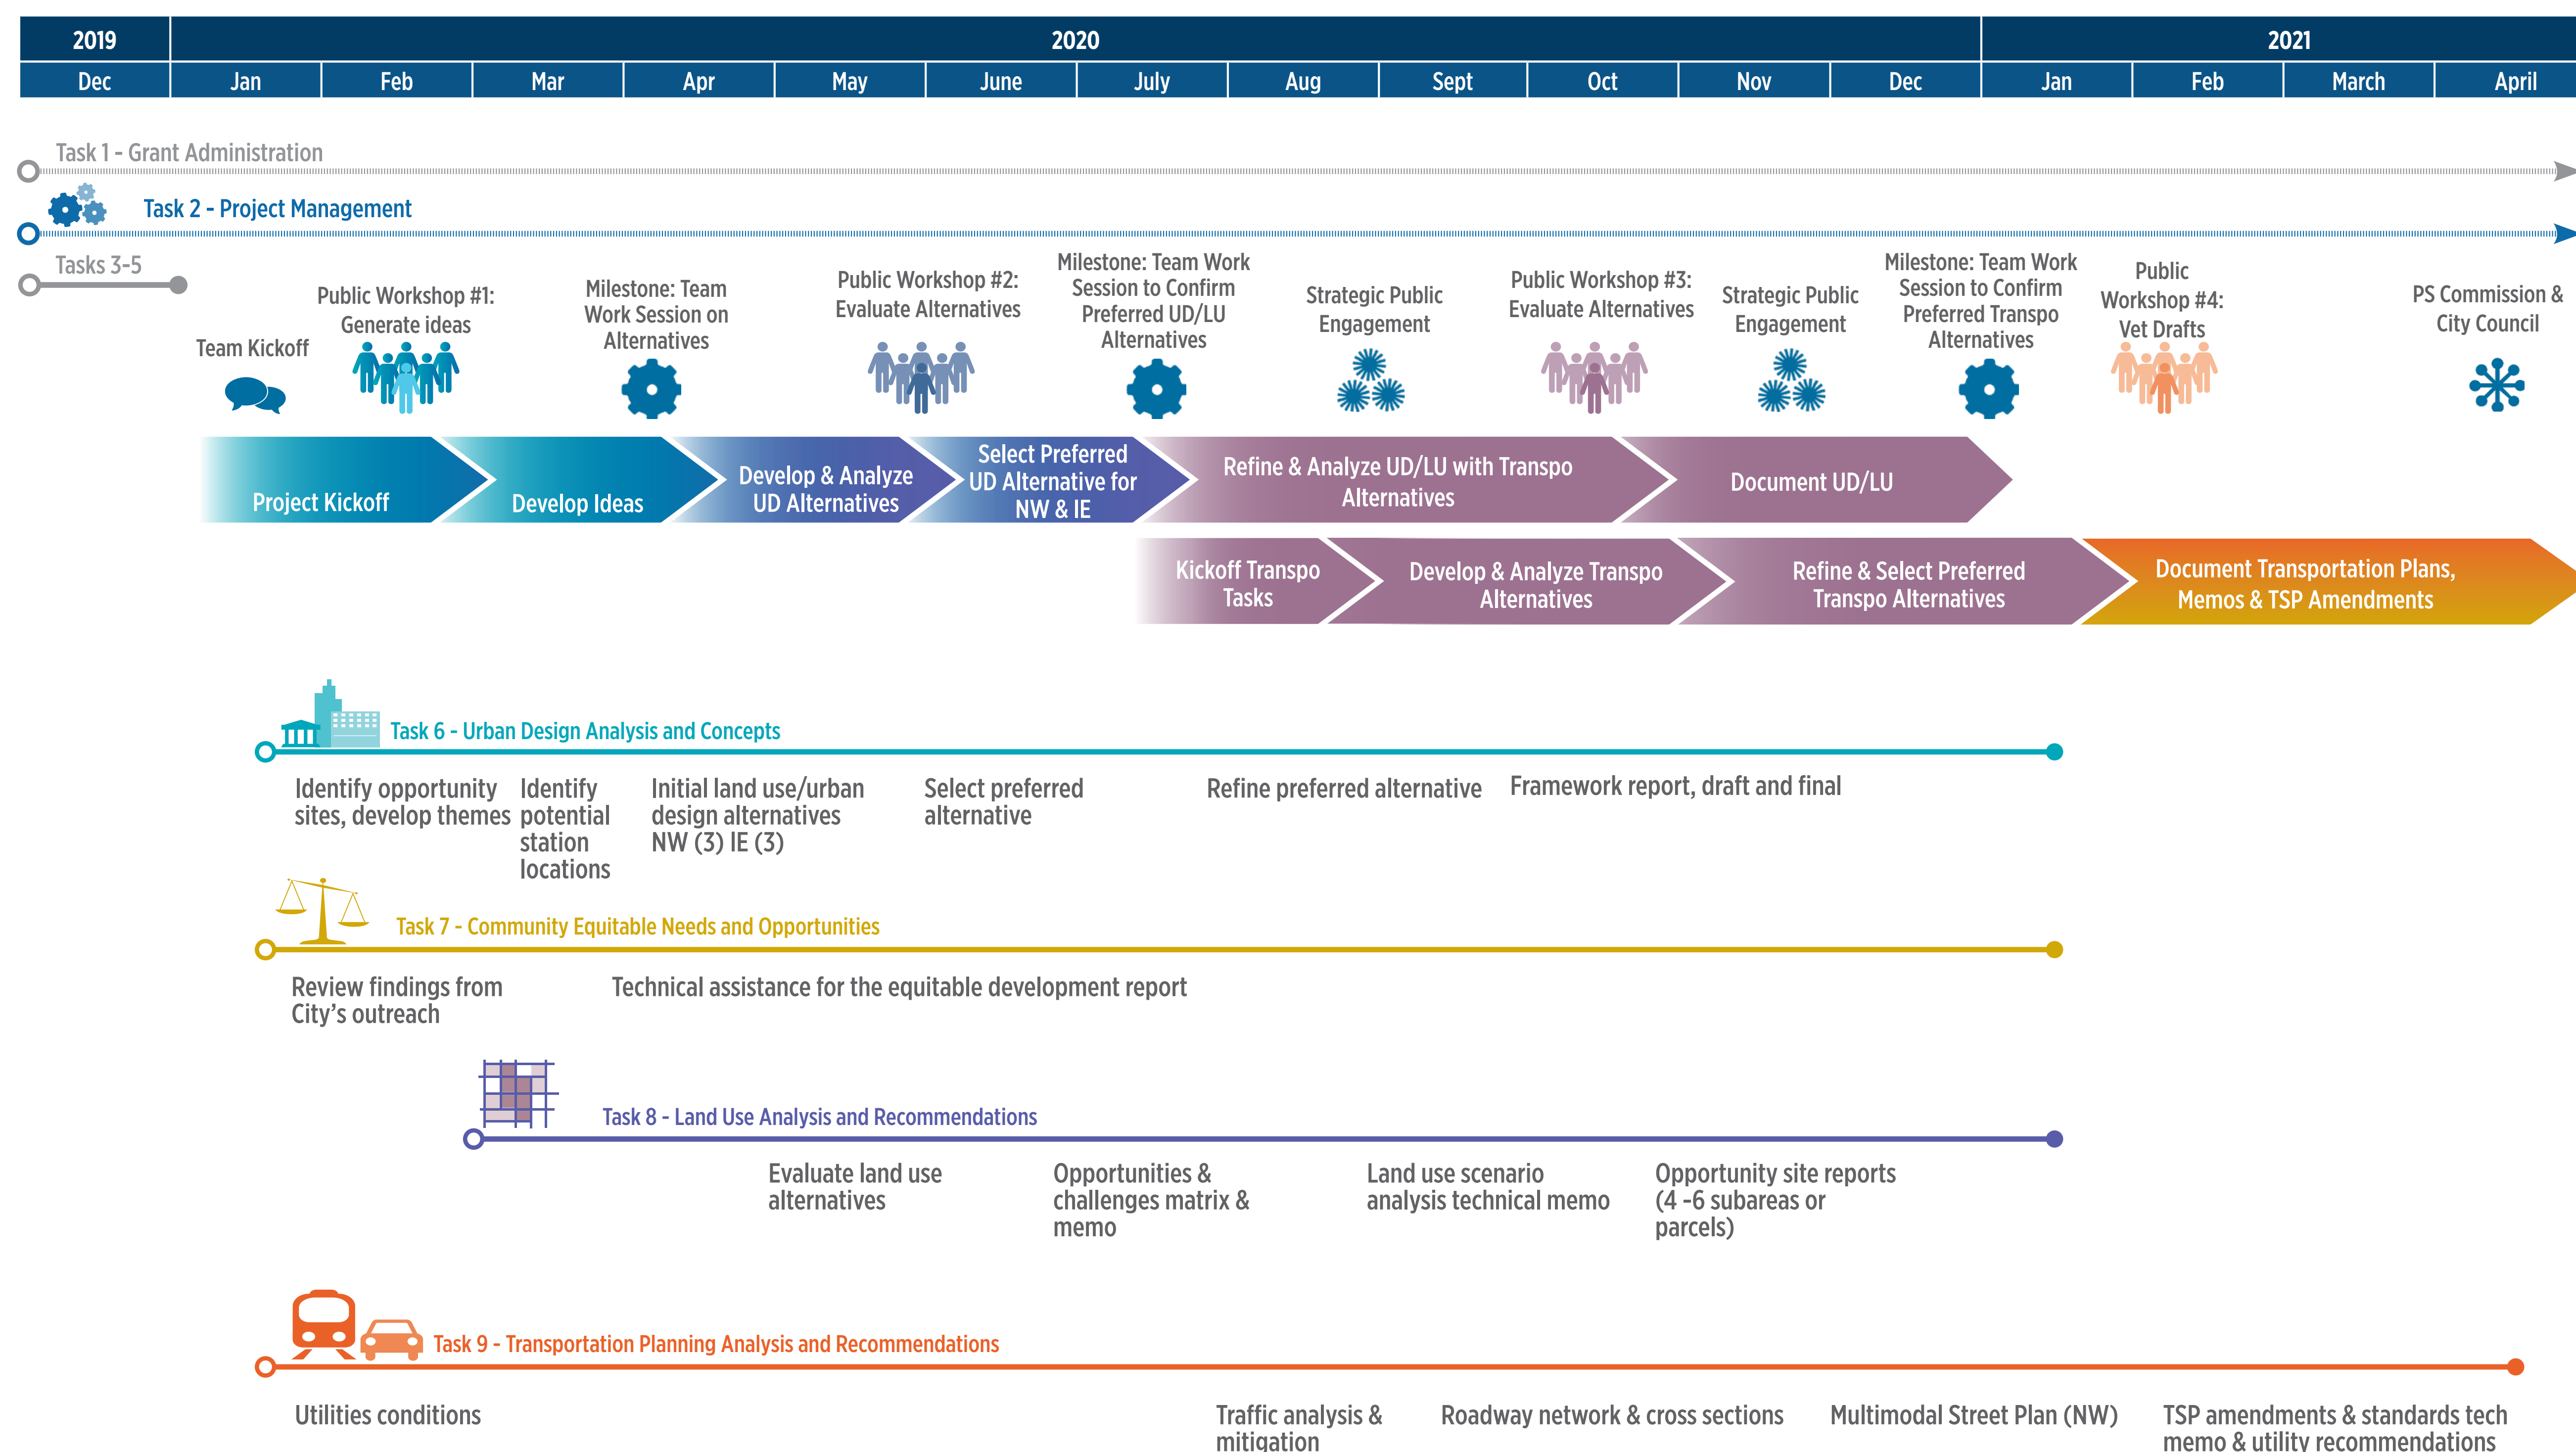 2019
2020
2021
Dec
Jan
Feb
Mar
Apr
May
June
July
Aug
Sept
Oct
Nov
Dec
Jan
Feb
March
April
Task 1 - Grant Administration
Task 2 - Project Management
Tasks 3-5
Team Kickoff
Public Workshop #1:
Generate ideas
Milestone: Team
Work Session on
Alternatives
Public Workshop #2:
Evaluate Alternatives
Milestone: Team Work
Session to Confirm
Preferred UD/LU
Alternatives
Strategic Public
Engagement
Public Workshop #3:
Evaluate Alternatives
Strategic Public
Engagement
Milestone: Team Work
Session to Confirm
Preferred Transpo
Alternatives
Public
Workshop #4:
Vet Drafts
PS Commission &
City Council
Project Kickoff
Develop Ideas
Develop & Analyze
UD Alternatives
Select Preferred
UD Alternative for
NW & IE
Refine & Analyze UD/LU with Transpo
Alternatives
Document UD/LU
Kickoff Transpo
Tasks
Develop & Analyze Transpo
Alternatives
Refine & Select Preferred
Transpo Alternatives
Document Transportation Plans,
Memos & TSP Amendments
Task 6 - Urban Design Analysis and Concepts
Identify opportunity
sites, develop themes
Identify
potential
station
locations
Initial land use/urban
design alternatives
NW (3) IE (3)
Select preferred
alternative
Refine preferred alternative
Framework report, draft and final
Task 7 - Community Equitable Needs and Opportunities
Review findings from
City's outreach
Technical assistance for the equitable development report
Task 8 - Land Use Analysis and Recommendations
Evaluate land use
alternatives
Opportunities &
challenges matrix &
memo
Land use scenario
analysis technical memo
Opportunity site reports
(4 -6 subareas or
parcels)
Task 9 - Transportation Planning Analysis and Recommendations
Utilities conditions
Traffic analysis &
mitigation
Roadway network & cross sections
Multimodal Street Plan (NW)
TSP amendments & standards tech
memo & utility recommendations